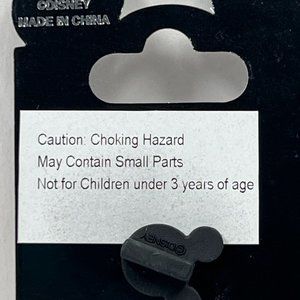 ©DISNEY
MADE IN CHINA
Caution: Choking Hazard
May Contain Small Parts
Not for Children under 3 years of age
©DISNEY